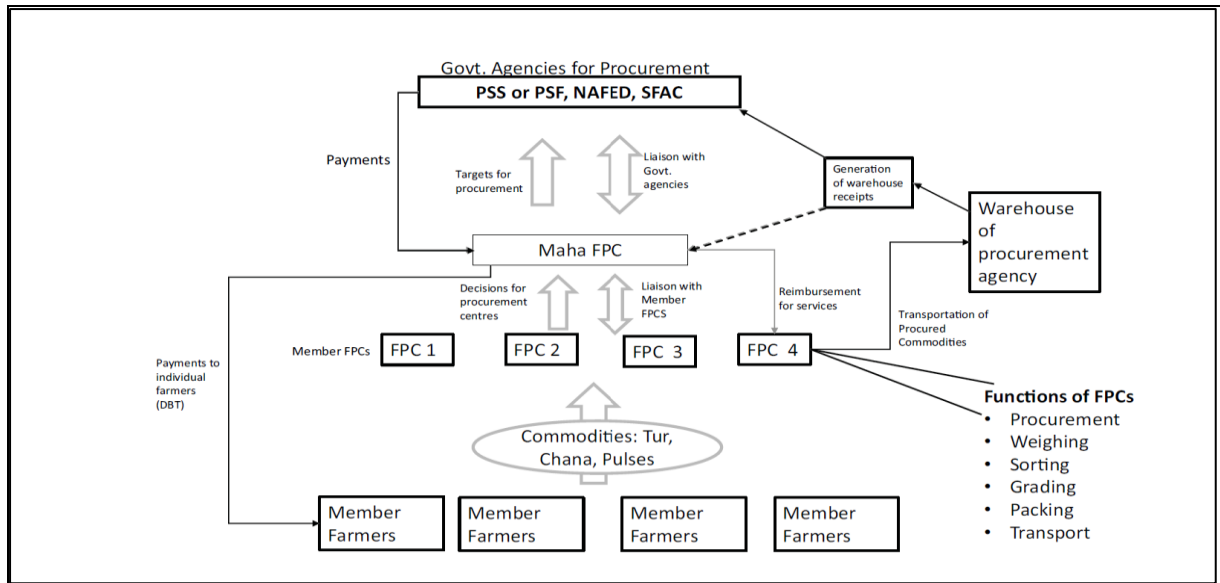 Govt. Agencies for Procurement
PSS or PSF, NAFED, SFAC
Payments
Targets for
procurement
Liaison with
Govt.
agencies
Generation
of warehouse
receipts
Warehouse
of
procurement
agency
Maha FPC
Decisions for
procurement
centres
Liaison with
Member
FPCS
Reimbursement
for services
Transportation of
Procured
Commodities
Member FPCs
FPC 1
FPC 2
FPC 3
FPC 4
Payments to
individual
farmers
(DBT)
Functions of FPCs
• Procurement
• Weighing
• Sorting
• Grading
• Packing
• Transport
Commodities: Tur,
Chana, Pulses
Member
Farmers
Member
Farmers
Member
Farmers
Member
Farmers